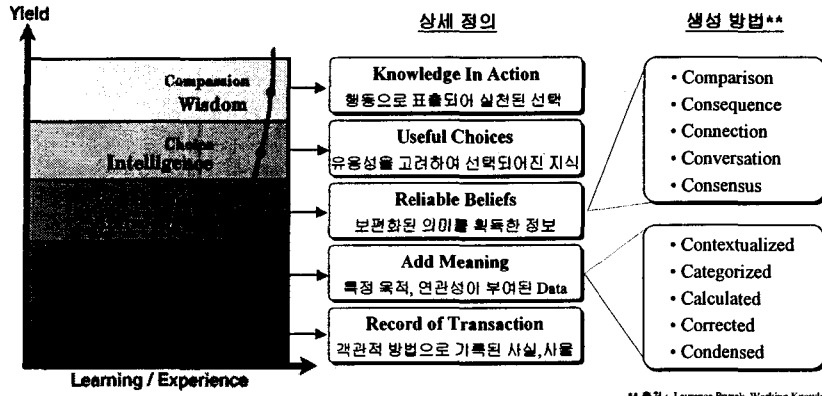 Yield
상세 정의
생성 방법**
Compassion
Wisdom
Choice
Intelligence
Learning / Experience
Knowledge In Action
행동으로 표출되어 실천된 선택
Useful Choices
유용성을 고려하여 선택되어진 지식
Reliable Beliefs
보편화된 의미를 획득한 정보
Add Meaning
특정 목적, 연관성이 부여된 Data
Record of Transaction
객관적 방법으로 기록된 사실,사물
• Comparison
• Consequence
• Connection
• Conversation
• Consensus
• Contextualized
• Categorized
• Calculated
• Corrected
• Condensed
** 출처 : Working